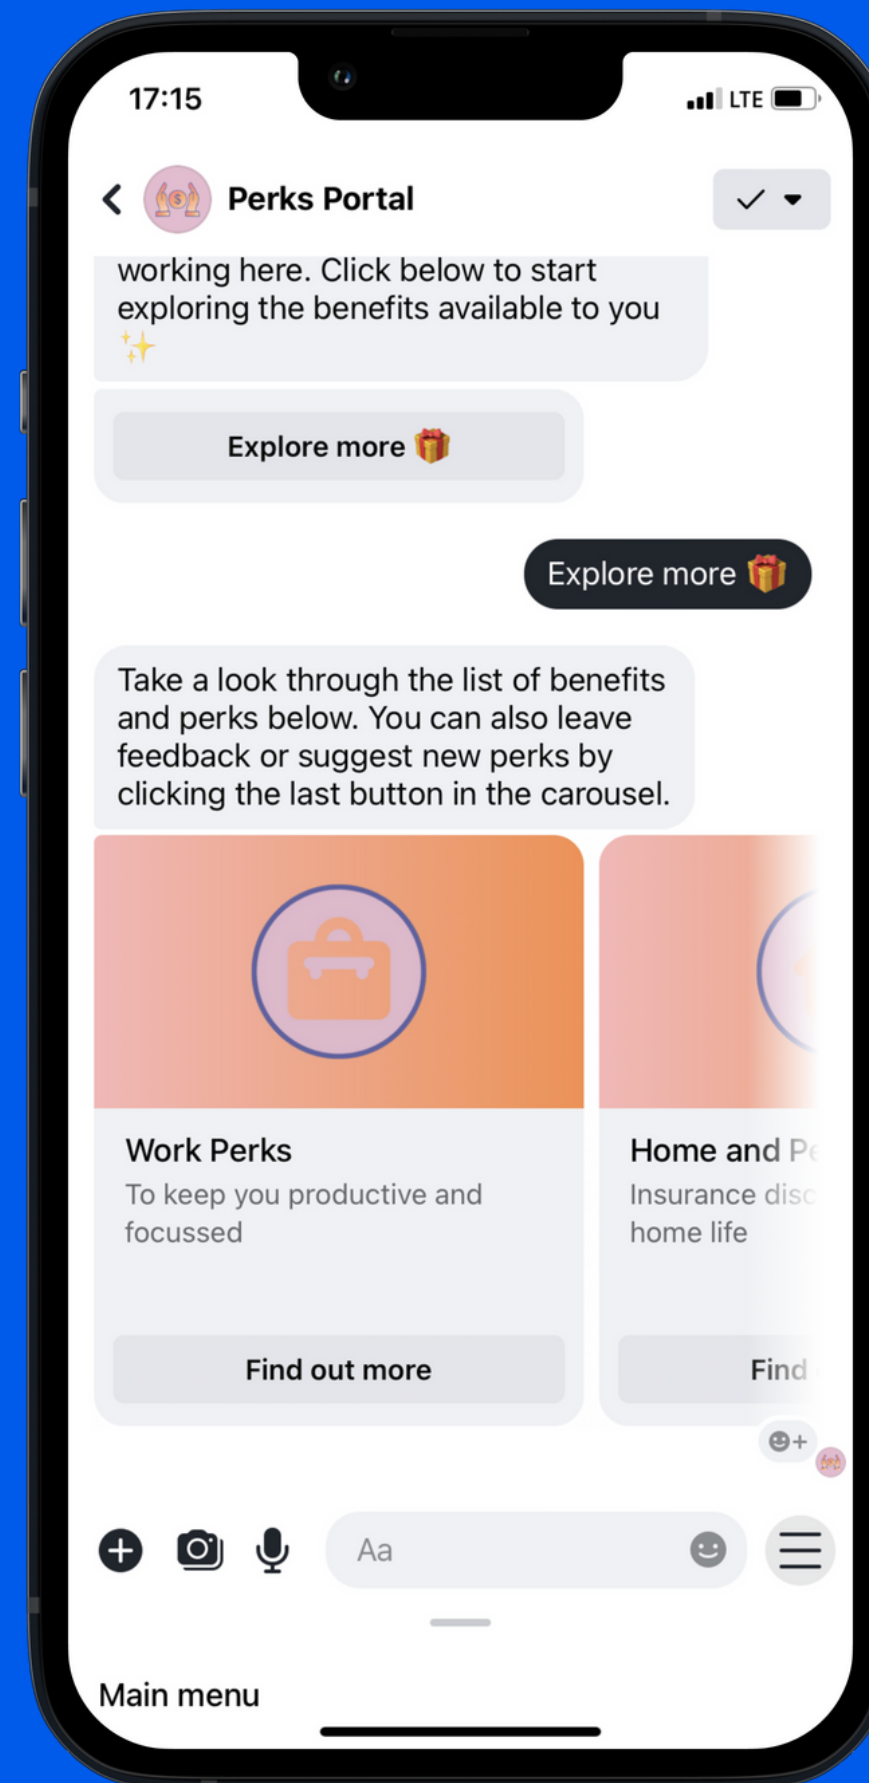 17:15
LTE
Perks Portal
working here. Click below to start
exploring the benefits available to you
✨
Explore more 🎁
Explore more 🎁
Take a look through the list of benefits
and perks below. You can also leave
feedback or suggest new perks by
clicking the last button in the carousel.
Work Perks
To keep you productive and
focussed
Find out more
Home and Pe
Insurance disc
home life
Find
Aa
Main menu